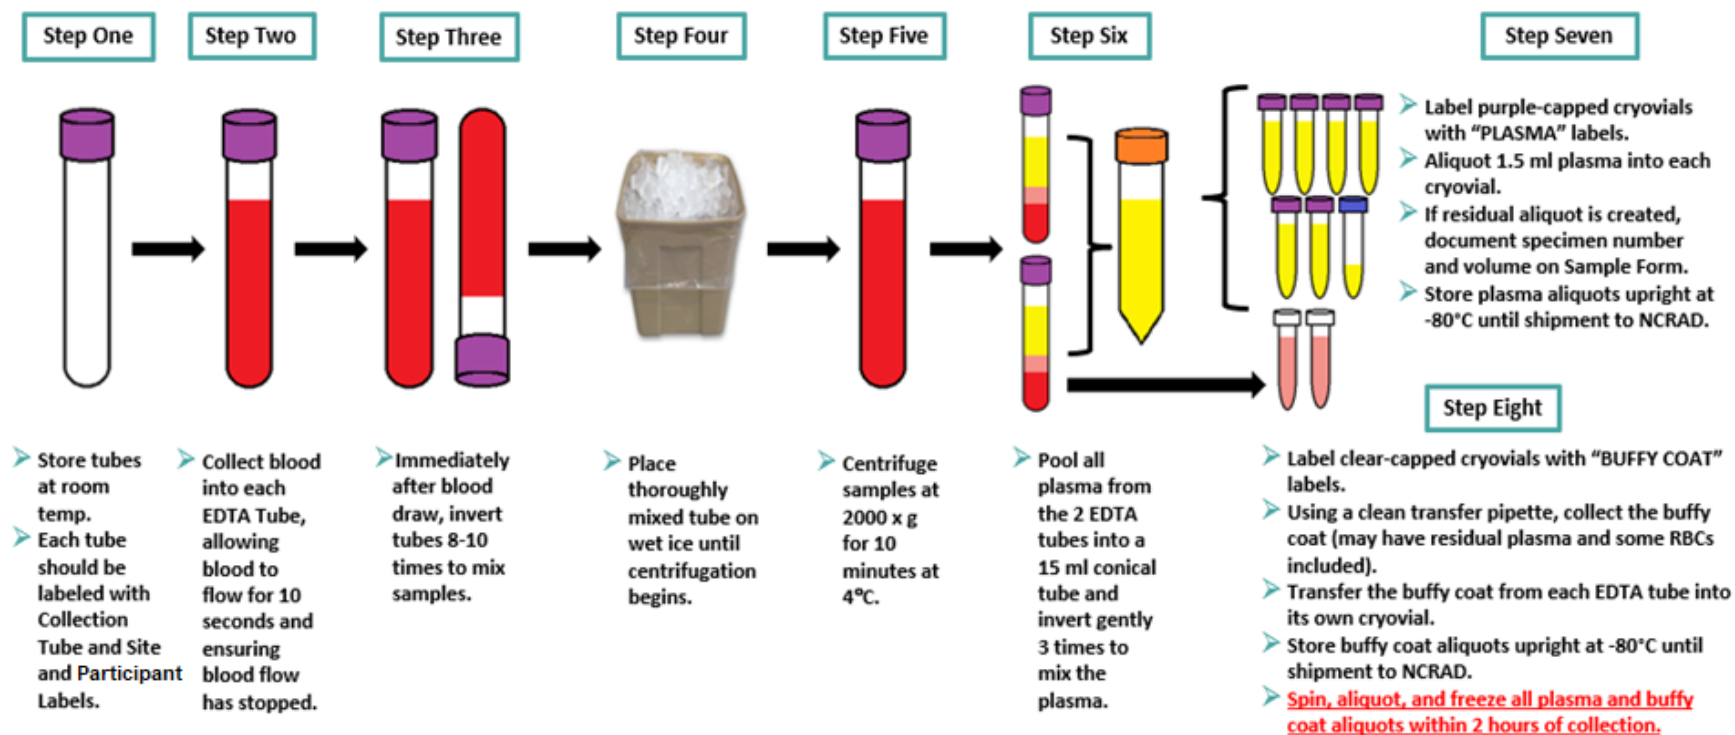 Step One
Step Two
Step Three
Step Four
Step Five
Step Six
Step Seven
Label purple-capped cryovials
with “PLASMA” labels.
Aliquot 1.5 ml plasma into each
cryovial.
If residual aliquot is created,
document specimen number
and volume on Sample Form.
Store plasma aliquots upright at
-80°C until shipment to NCRAD.
Store tubes
at room
temp.
Each tube
should be
labeled with
Collection
Tube and Site
and Participant
Labels.
Collect blood
into each
EDTA Tube,
allowing
blood to
flow for 10
seconds and
ensuring
blood flow
has stopped.
Immediately
after blood
draw, invert
tubes 8-10
times to mix
samples.
Place
thoroughly
mixed tube on
wet ice until
centrifugation
begins.
Centrifuge
samples at
2000 x g
for 10
minutes at
4°C.
Pool all
plasma from
the 2 EDTA
tubes into a
15 ml conical
tube and
invert gently
3 times to
mix the
plasma.
Step Eight
Label clear-capped cryovials with “BUFFY COAT”
labels.
Using a clean transfer pipette, collect the buffy
coat (may have residual plasma and some RBCs
included).
Transfer the buffy coat from each EDTA tube into
its own cryovial.
Store buffy coat aliquots upright at -80°C until
shipment to NCRAD.
Spin, aliquot, and freeze all plasma and buffy
coat aliquots within 2 hours of collection.